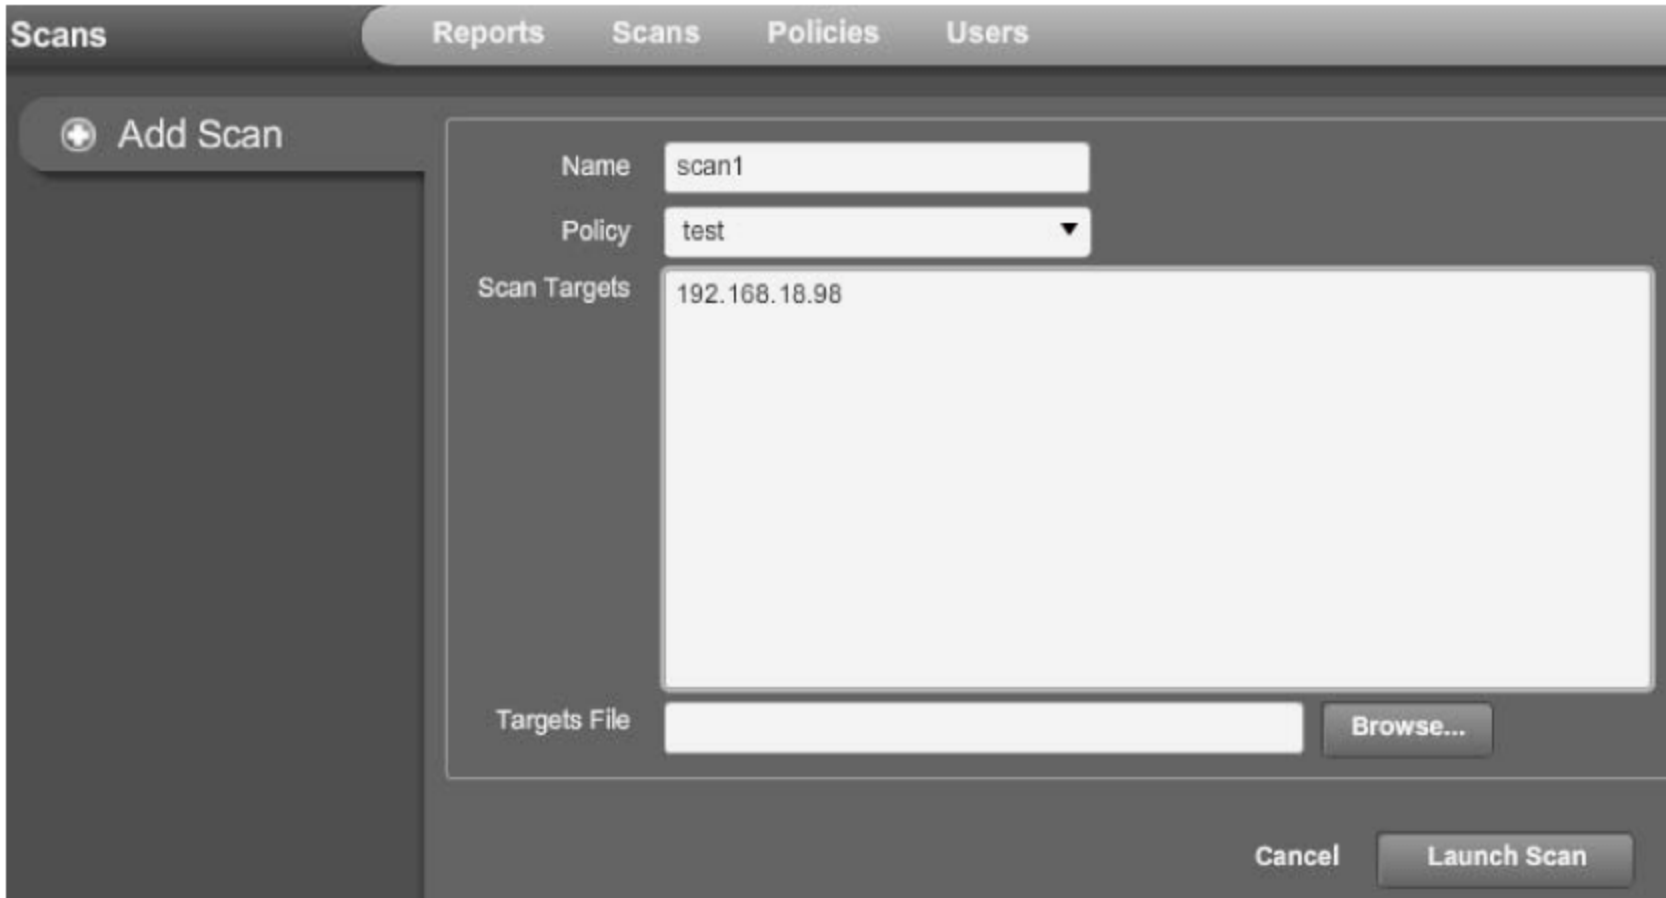 Scans
Reports Scans Policies Users
Add Scan
Name scan1
Policy test
Scan Targets 192.168.18.98
Targets File Browse...
Cancel Launch Scan